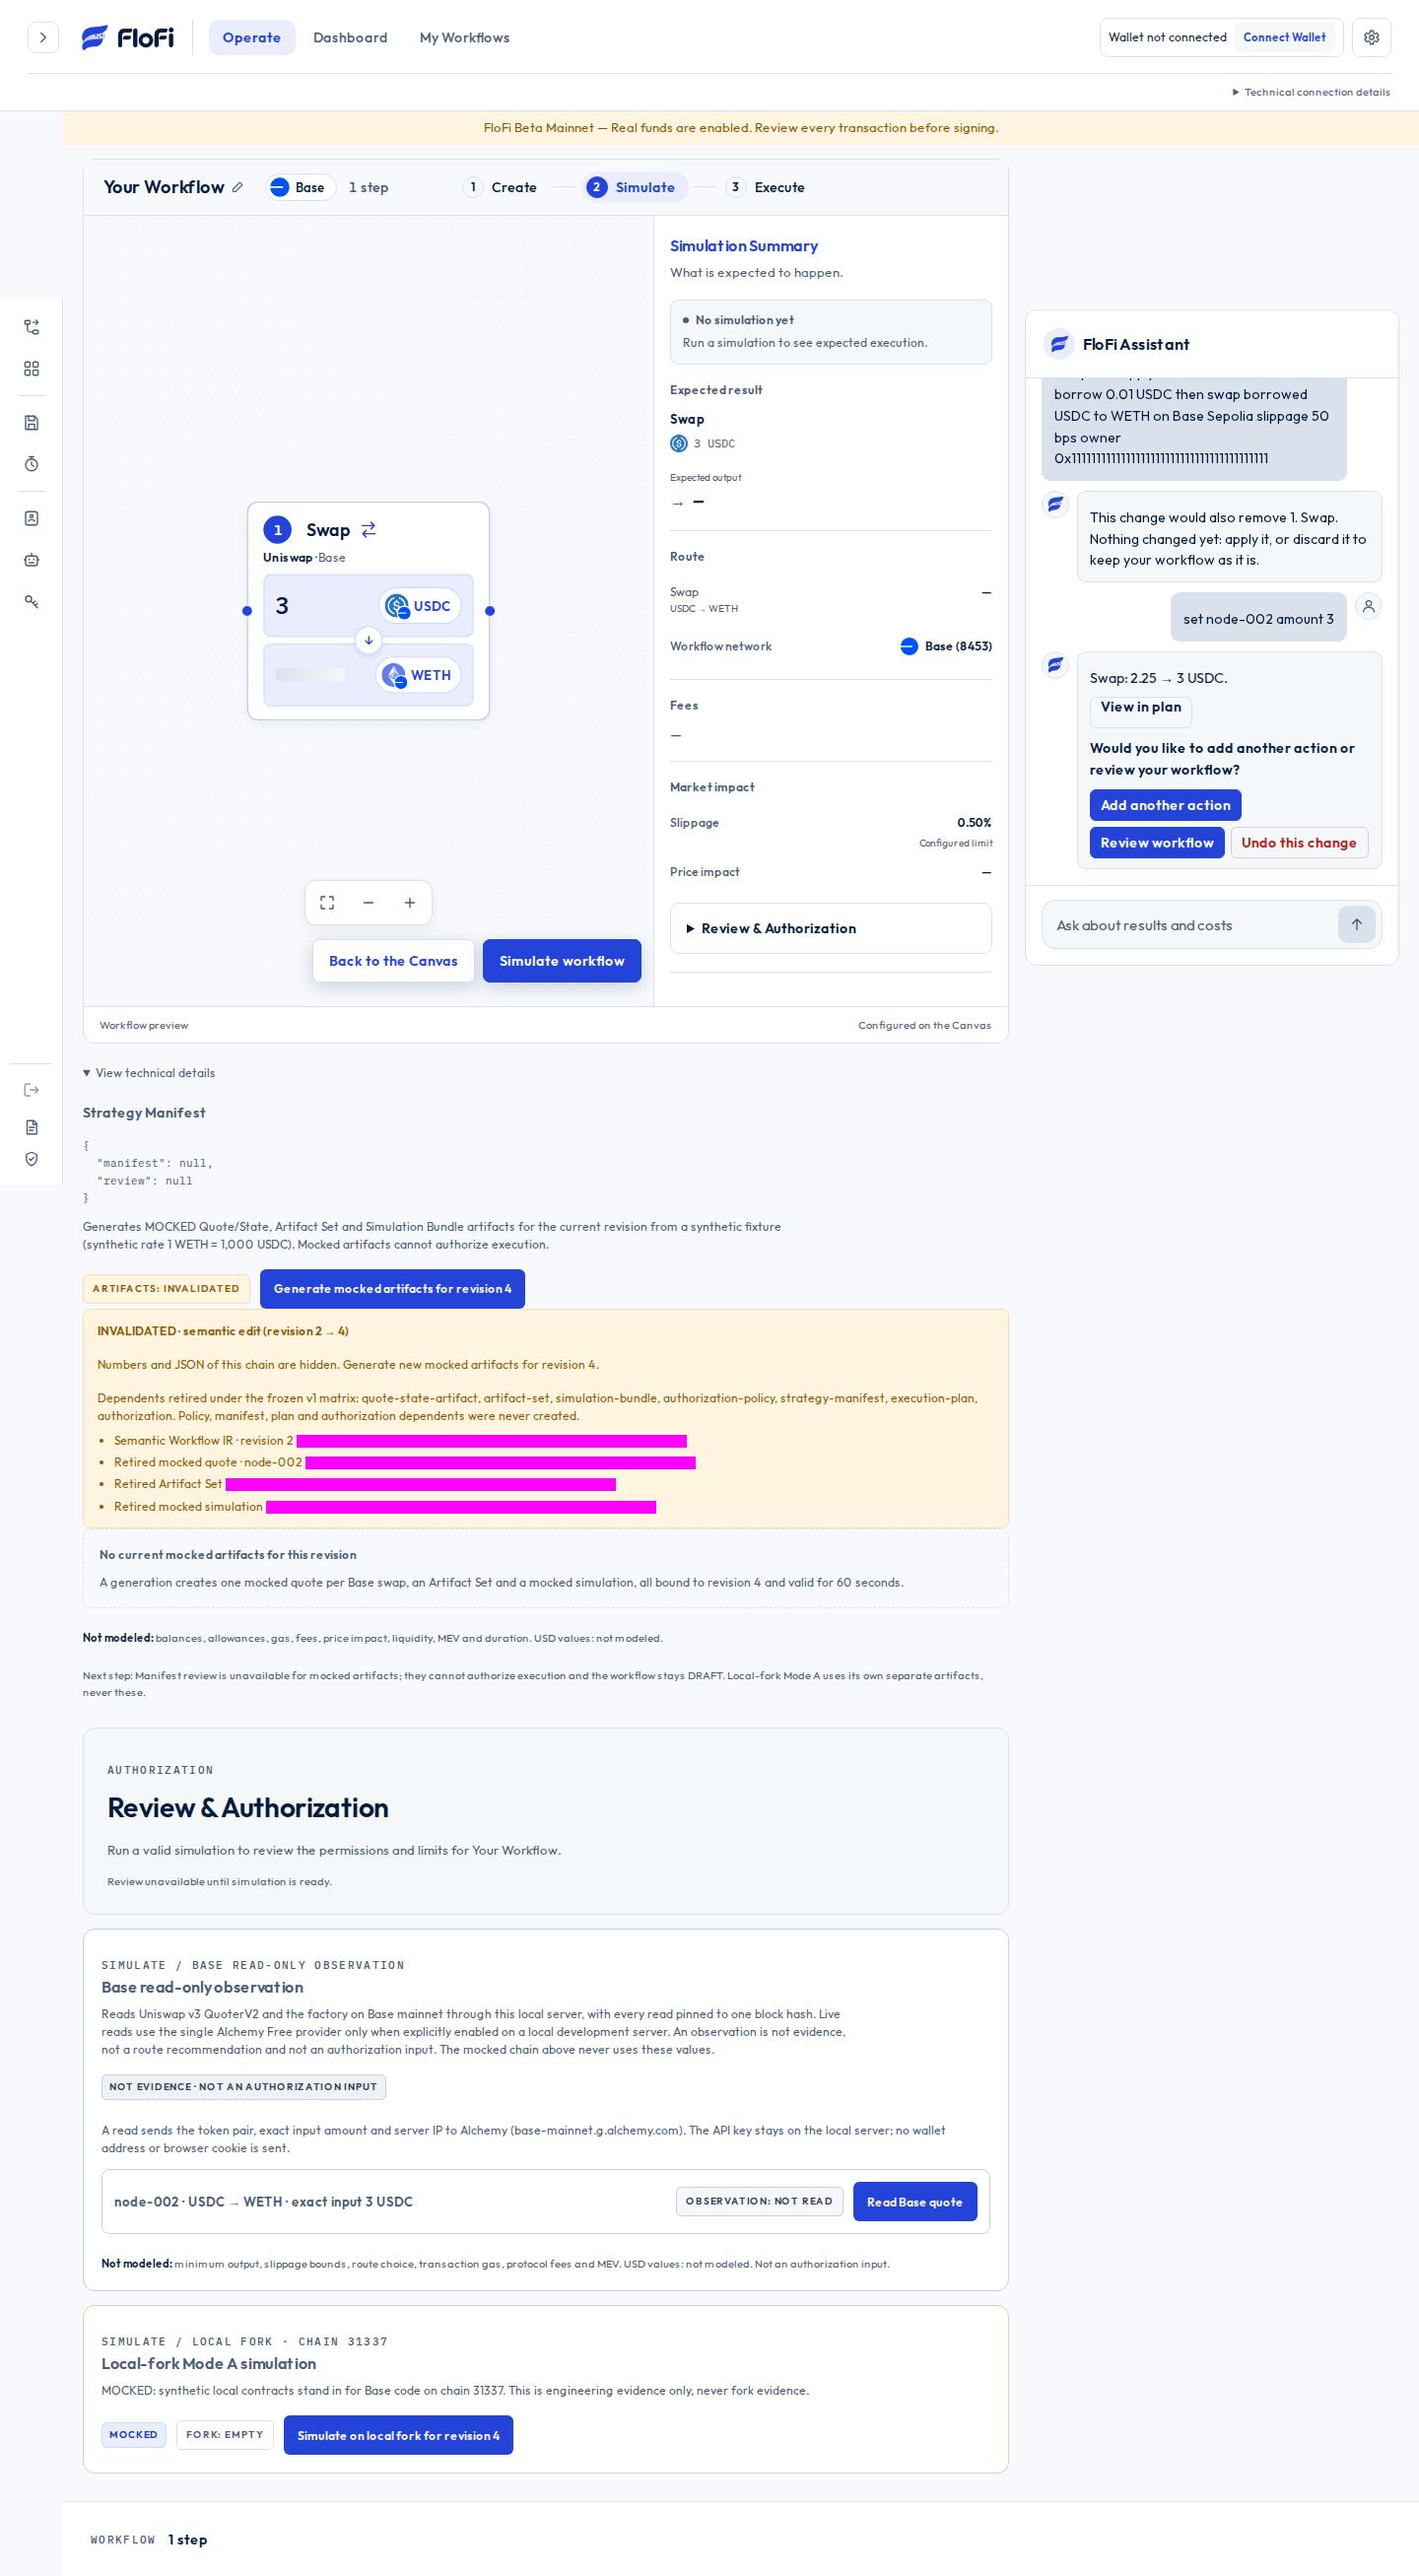 FloFi
Operate
Dashboard
My Workflows
Wallet not connected
Connect Wallet
Technical connection details
FloFi Beta Mainnet — Real funds are enabled. Review every transaction before signing.
Your Workflow
Base
1 step
1 Create
2 Simulate
3 Execute
1 Swap
Uniswap · Base
3
USDC
WETH
Back to the Canvas
Simulate workflow
Simulation Summary
What is expected to happen.
No simulation yet
Run a simulation to see expected execution.
Expected result
Swap
3 USDC
Expected output
→ —
Route
Swap —
USDC → WETH
Workflow network Base (8453)
Fees
—
Market impact
Slippage 0.50%
Configured limit
Price impact —
Review & Authorization
Workflow preview
Configured on the Canvas
FloFi Assistant
borrow 0.01 USDC then swap borrowed
USDC to WETH on Base Sepolia slippage 50
bps owner
0x1111111111111111111111111111111111111111
This change would also remove 1. Swap.
Nothing changed yet: apply it, or discard it to
keep your workflow as it is.
set node-002 amount 3
Swap: 2.25 → 3 USDC.
View in plan
Would you like to add another action or
review your workflow?
Add another action
Review workflow
Undo this change
Ask about results and costs
View technical details
Strategy Manifest
{
"manifest": null,
"review": null
}
Generates MOCKED Quote/State, Artifact Set and Simulation Bundle artifacts for the current revision from a synthetic fixture
(synthetic rate 1 WETH = 1,000 USDC). Mocked artifacts cannot authorize execution.
ARTIFACTS: INVALIDATED
Generate mocked artifacts for revision 4
INVALIDATED · semantic edit (revision 2 → 4)
Numbers and JSON of this chain are hidden. Generate new mocked artifacts for revision 4.
Dependents retired under the frozen v1 matrix: quote-state-artifact, artifact-set, simulation-bundle, authorization-policy, strategy-manifest, execution-plan,
authorization. Policy, manifest, plan and authorization dependents were never created.
• Semantic Workflow IR · revision 2
• Retired mocked quote · node-002
• Retired Artifact Set
• Retired mocked simulation
No current mocked artifacts for this revision
A generation creates one mocked quote per Base swap, an Artifact Set and a mocked simulation, all bound to revision 4 and valid for 60 seconds.
Not modeled: balances, allowances, gas, fees, price impact, liquidity, MEV and duration. USD values: not modeled.
Next step: Manifest review is unavailable for mocked artifacts; they cannot authorize execution and the workflow stays DRAFT. Local-fork Mode A uses its own separate artifacts,
never these.
AUTHORIZATION
Review & Authorization
Run a valid simulation to review the permissions and limits for Your Workflow.
Review unavailable until simulation is ready.
SIMULATE / BASE READ-ONLY OBSERVATION
Base read-only observation
Reads Uniswap v3 QuoterV2 and the factory on Base mainnet through this local server, with every read pinned to one block hash. Live
reads use the single Alchemy Free provider only when explicitly enabled on a local development server. An observation is not evidence,
not a route recommendation and not an authorization input. The mocked chain above never uses these values.
NOT EVIDENCE · NOT AN AUTHORIZATION INPUT
A read sends the token pair, exact input amount and server IP to Alchemy (base-mainnet.g.alchemy.com). The API key stays on the local server; no wallet
address or browser cookie is sent.
node-002 · USDC → WETH · exact input 3 USDC
OBSERVATION: NOT READ
Read Base quote
Not modeled: minimum output, slippage bounds, route choice, transaction gas, protocol fees and MEV. USD values: not modeled. Not an authorization input.
SIMULATE / LOCAL FORK · CHAIN 31337
Local-fork Mode A simulation
MOCKED: synthetic local contracts stand in for Base code on chain 31337. This is engineering evidence only, never fork evidence.
MOCKED
FORK: EMPTY
Simulate on local fork for revision 4
WORKFLOW 1 step